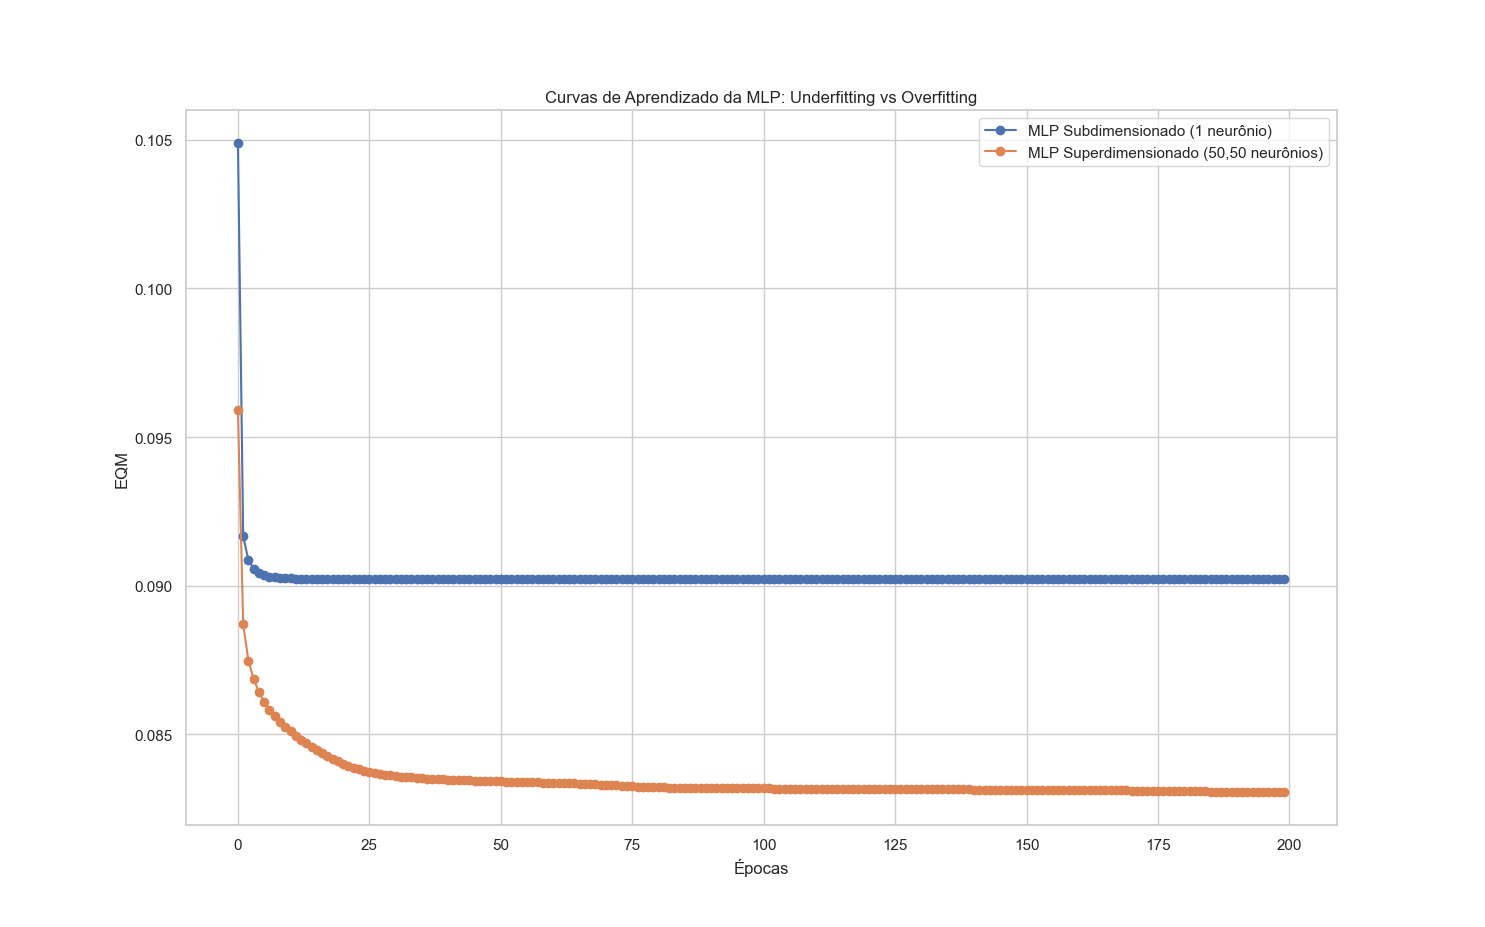 Curvas de Aprendizado da MLP: Underfitting vs Overfitting
MLP Subdimensionado (1 neurônio)
MLP Superdimensionado (50,50 neurônios)
0.105
0.100
0.095
0.090
0.085
EQM
0 25 50 75 100 125 150 175 200
Épocas